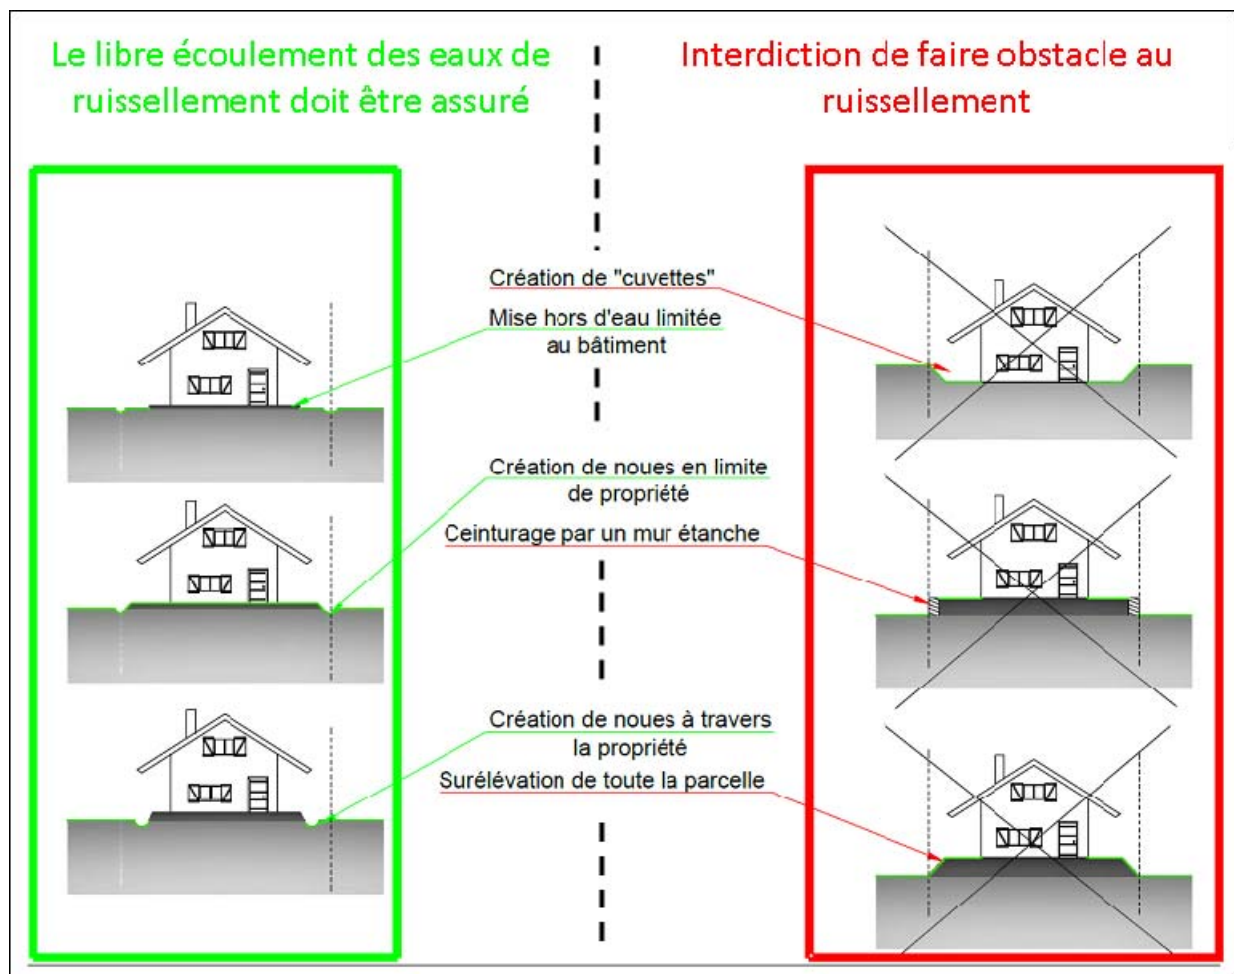 Le libre écoulement des eaux de
ruissellement doit être assuré
Interdiction de faire obstacle au
ruissellement
Création de "cuvettes"
Mise hors d'eau limitée
au bâtiment
Création de noues en limite
de propriété
Ceinturage par un mur étanche
Création de noues à travers
la propriété
Surélévation de toute la parcelle